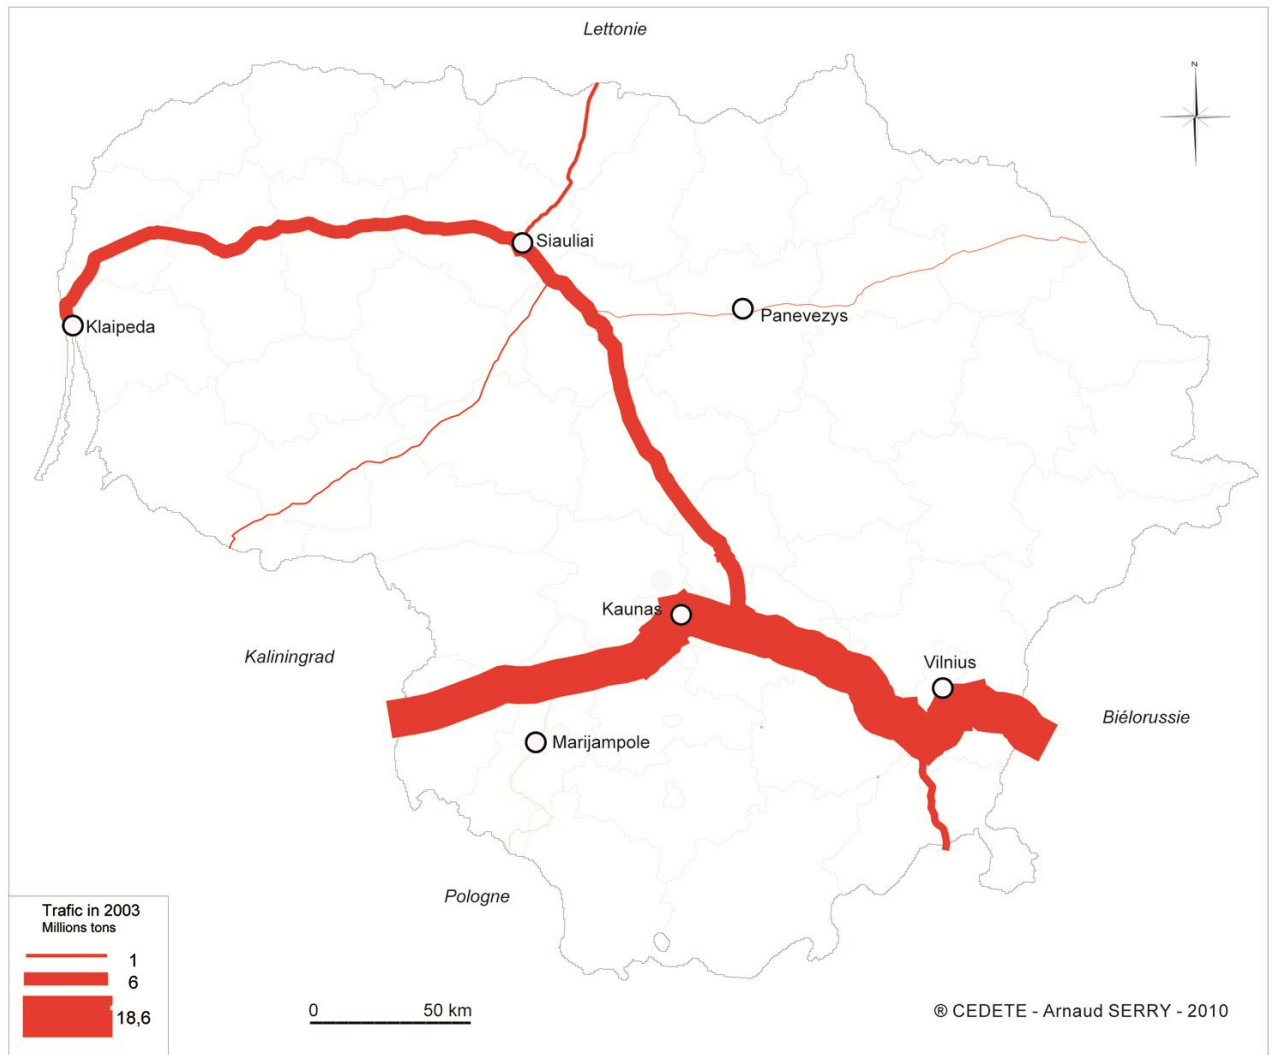 Lettonie
N
Siauliai
Panevezys
Klaipeda
Kaunas
Kaliningrad
Vilnius
Biélorussie
Marijampole
Pologne
Trafic in 2003
Millions tons
1
6
18,6
0 50 km
® CEDETE - Arnaud SERRY - 2010